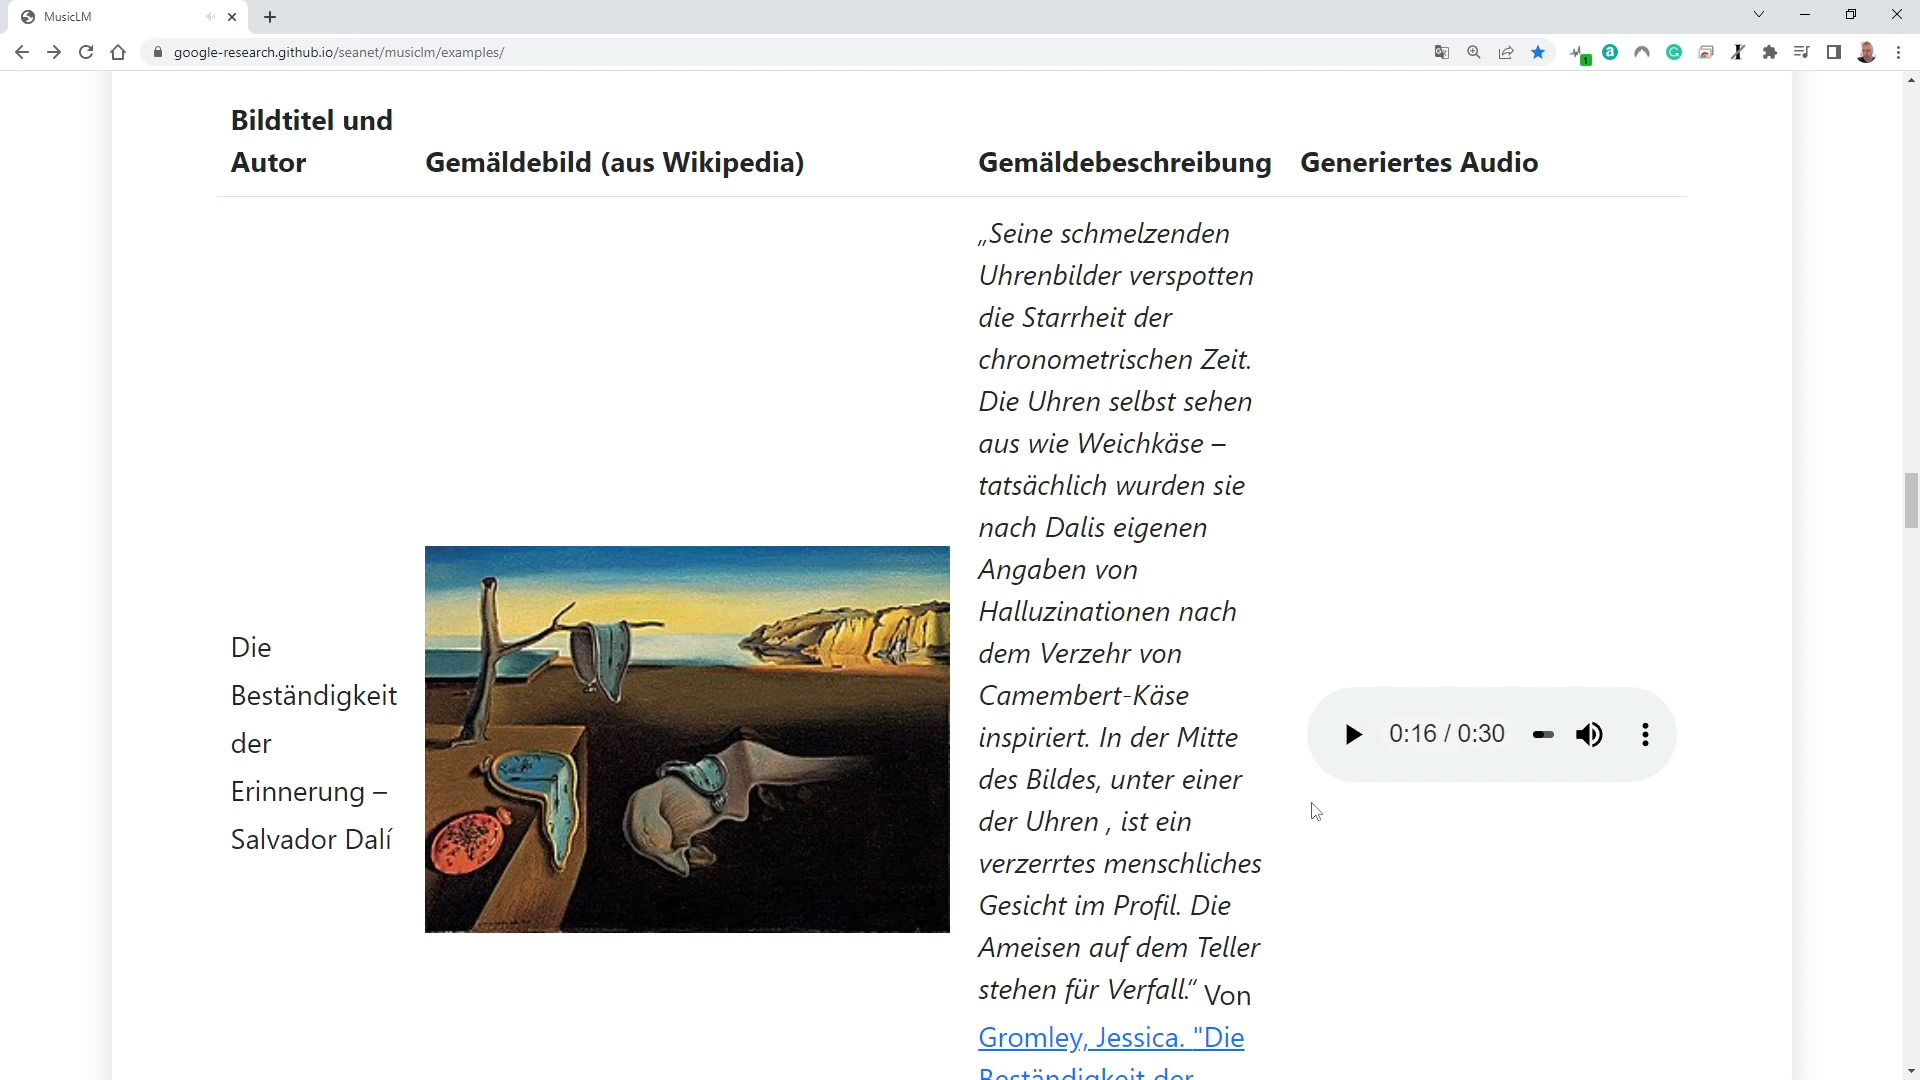 MusicLM
google-research.github.io/seanet/musiclm/examples/
1
Bildtitel und
Autor
Gemäldebild (aus Wikipedia)
Gemäldebeschreibung
Generiertes Audio
Die
Beständigkeit
der
Erinnerung –
Salvador Dalí
„Seine schmelzenden
Uhrenbilder verspotten
die Starrheit der
chronometrischen Zeit.
Die Uhren selbst sehen
aus wie Weichkäse –
tatsächlich wurden sie
nach Dalis eigenen
Angaben von
Halluzinationen nach
dem Verzehr von
Camembert-Käse
inspiriert. In der Mitte
des Bildes, unter einer
der Uhren , ist ein
verzerrtes menschliches
Gesicht im Profil. Die
Ameisen auf dem Teller
stehen für Verfall.“ Von
Gromley, Jessica. "Die
Beständigkeit der
0:16 / 0:30